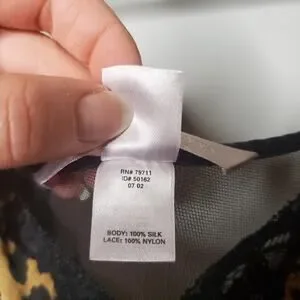 RN# 79711
ID# 50162
07 02
BODY: 100% SILK
LACE: 100% NYLON